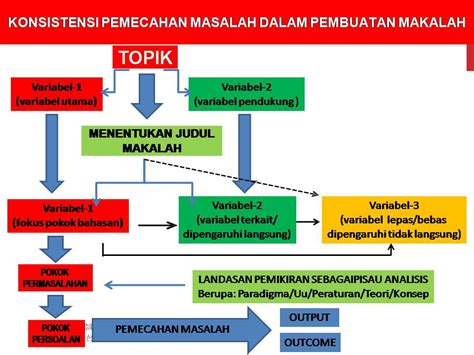 KONSISTENSI PEMECAHAN MASALAH DALAM PEMBUATAN MAKALAH
TOPIK
Variabel-1
(variabel utama)
Variabel-2
(variabel pendukung)
MENENTUKAN JUDUL
MAKALAH
Variabel-1
(fokus pokok bahasan)
Variabel-2
(variabel terkait/
dipengaruhi langsung)
Variabel-3
(variabel lepas/bebas
dipengaruhi tidak langsung)
POKOK
PERMASALAHAN
LANDASAN PEMIKIRAN SEBAGAIPISAU ANALISIS
Berupa: Paradigma/Uu/Peraturan/Teori/Konsep
POKOK
PERSOALAN
PEMECAHAN MASALAH
OUTPUT
OUTCOME